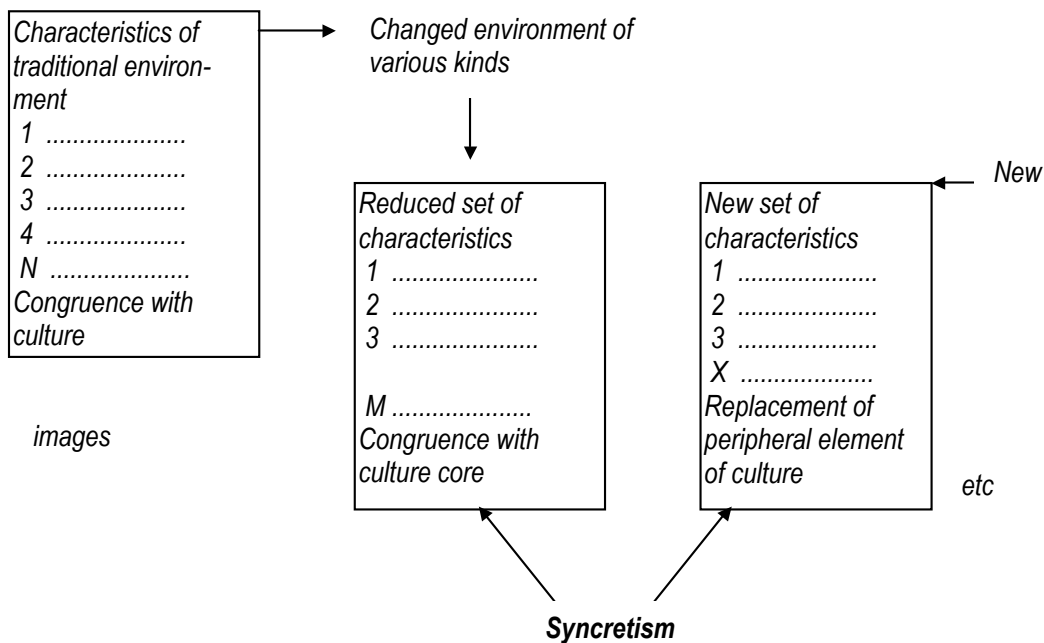 Characteristics of
traditional environ-
ment
1 .....................
2 .....................
3 .....................
4 .....................
N .....................
Congruence with
culture
images
Changed environment of
various kinds
Reduced set of
characteristics
1 ......................
2 ......................
3 ......................
M .....................
Congruence with
culture core
New set of
characteristics
1 .....................
2 .....................
3 .....................
X ....................
Replacement of
peripheral element
of culture
New
etc
Syncretism